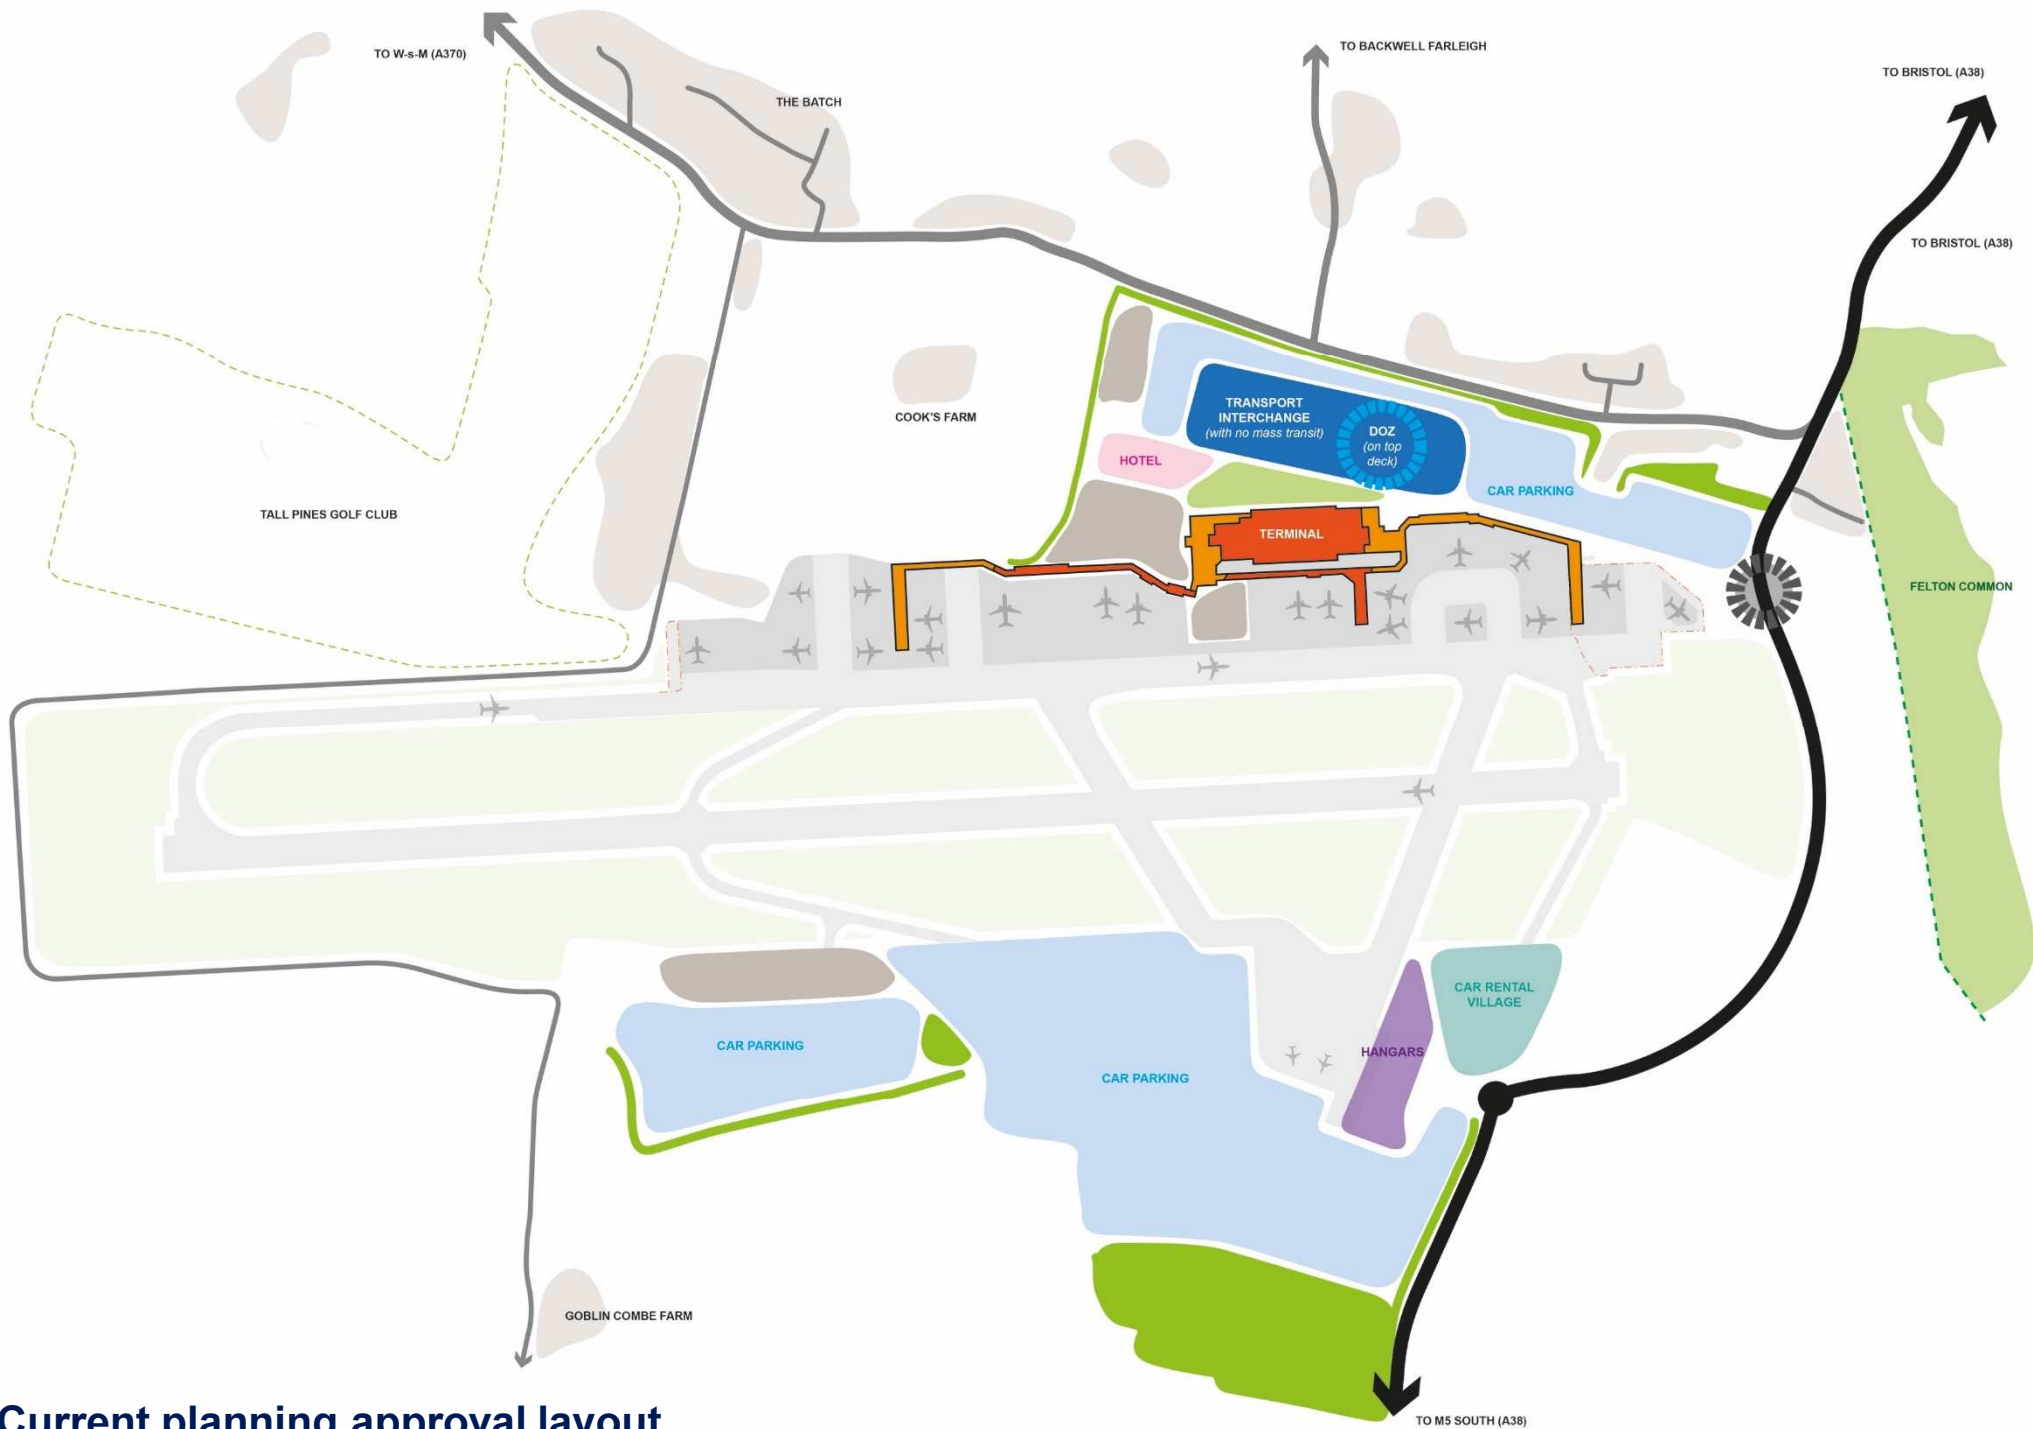 TO W-s-M (A370)
TO BACKWELL FARLEIGH
TO BRISTOL (A38)
THE BATCH
TO BRISTOL (A38)
TRANSPORT
INTERCHANGE
(with no mass transit)
DOZ
(on top
deck)
COOK'S FARM
HOTEL
CAR PARKING
TALL PINES GOLF CLUB
TERMINAL
FELTON COMMON
CAR RENTAL
VILLAGE
CAR PARKING
HANGARS
CAR PARKING
GOBLIN COMBE FARM
Current planning approval layout
TO M5 SOUTH (A38)